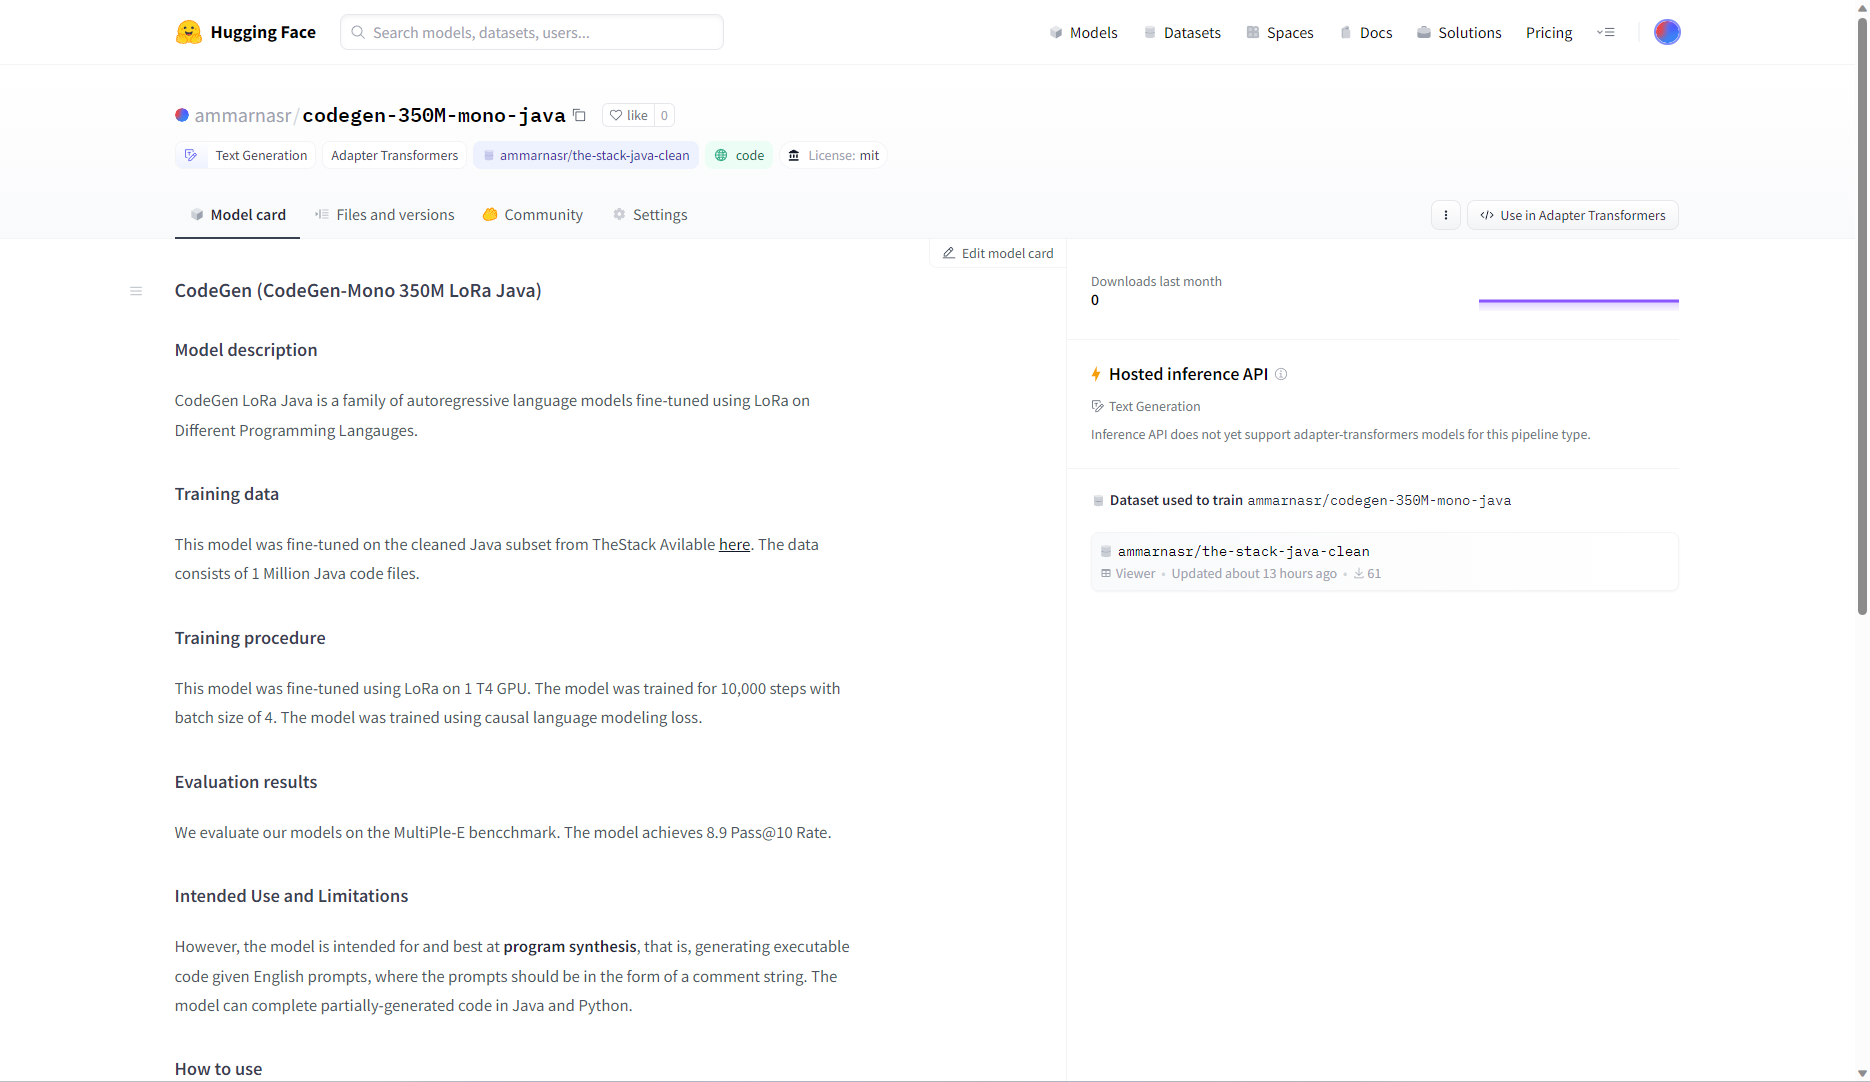 Hugging Face
Search models, datasets, users...
Models
Datasets
Spaces
Docs
Solutions
Pricing
ammarnasr/codegen-350M-mono-java
like 0
Text Generation
Adapter Transformers
ammarnasr/the-stack-java-clean
code
License: mit
Model card
Files and versions
Community
Settings
Use in Adapter Transformers
Edit model card
CodeGen (CodeGen-Mono 350M LoRa Java)
Model description
CodeGen LoRa Java is a family of autoregressive language models fine-tuned using LoRa on
Different Programming Langauges.
Training data
This model was fine-tuned on the cleaned Java subset from TheStack Avilable here. The data
consists of 1 Million Java code files.
Training procedure
This model was fine-tuned using LoRa on 1 T4 GPU. The model was trained for 10,000 steps with
batch size of 4. The model was trained using causal language modeling loss.
Evaluation results
We evaluate our models on the MultiPle-E bencchmark. The model achieves 8.9 Pass@10 Rate.
Intended Use and Limitations
However, the model is intended for and best at program synthesis, that is, generating executable
code given English prompts, where the prompts should be in the form of a comment string. The
model can complete partially-generated code in Java and Python.
How to use
Downloads last month
0
Hosted inference API
Text Generation
Inference API does not yet support adapter-transformers models for this pipeline type.
Dataset used to train ammarnasr/codegen-350M-mono-java
ammarnasr/the-stack-java-clean
Viewer • Updated about 13 hours ago • 61